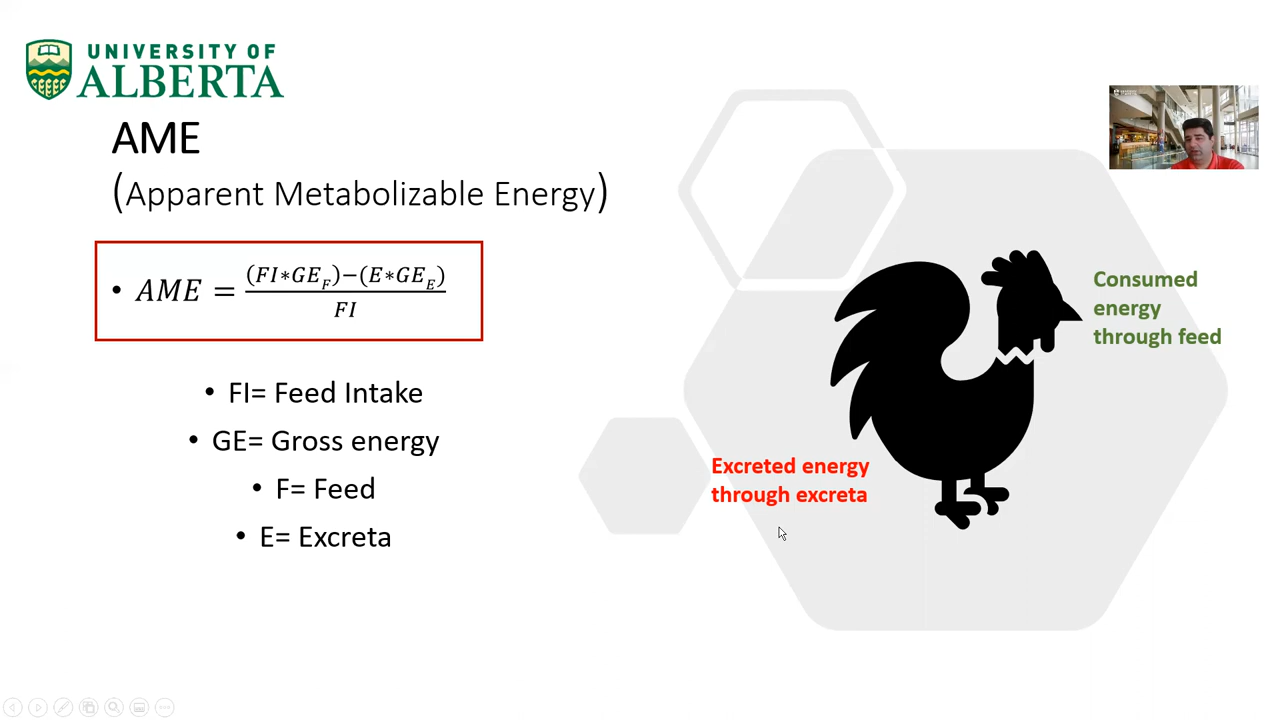 UNIVERSITY OF
ALBERTA
AME
(Apparent Metabolizable Energy)
• AME = (FI∗GE_F)−(E∗GE_E) / FI
• FI= Feed Intake
• GE= Gross energy
• F= Feed
• E= Excreta
Consumed
energy
through feed
Excreted energy
through excreta